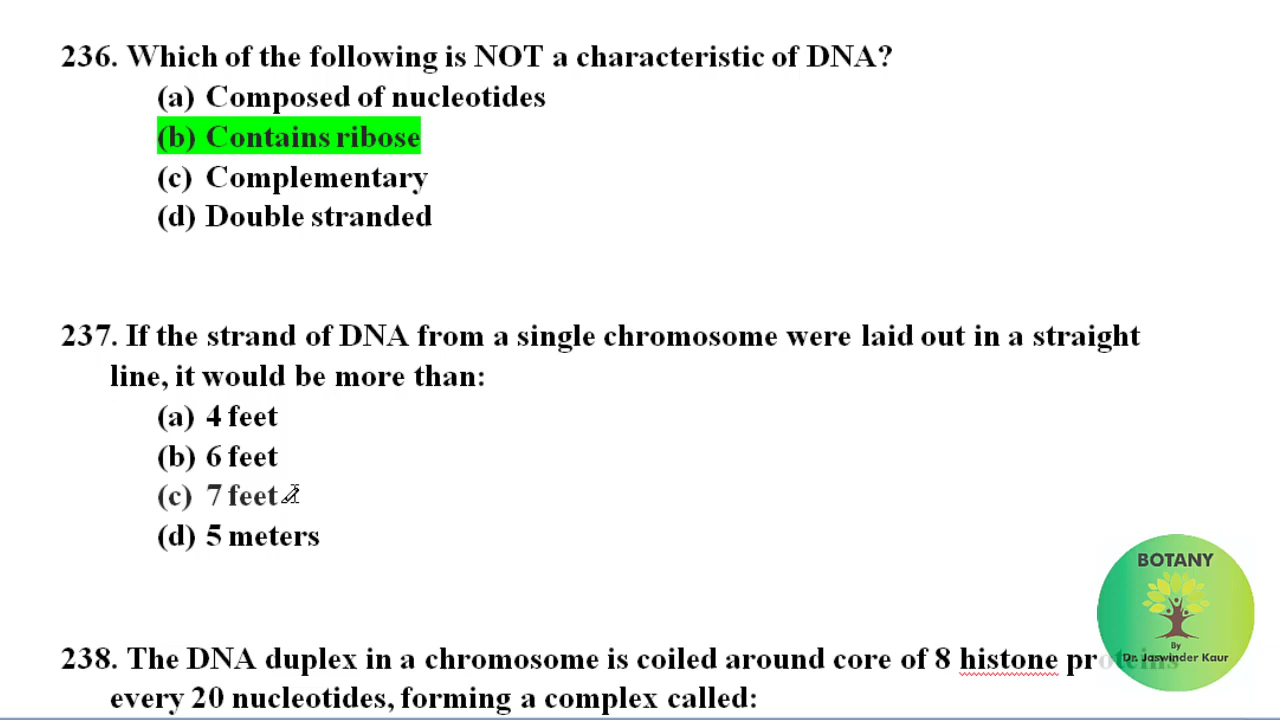 236. Which of the following is NOT a characteristic of DNA?
(a) Composed of nucleotides
(b) Contains ribose
(c) Complementary
(d) Double stranded
237. If the strand of DNA from a single chromosome were laid out in a straight
line, it would be more than:
(a) 4 feet
(b) 6 feet
(c) 7 feet
(d) 5 meters
238. The DNA duplex in a chromosome is coiled around core of 8 histone proteins
every 20 nucleotides, forming a complex called:
BOTANY
By
Dr. Jaswinder Kaur